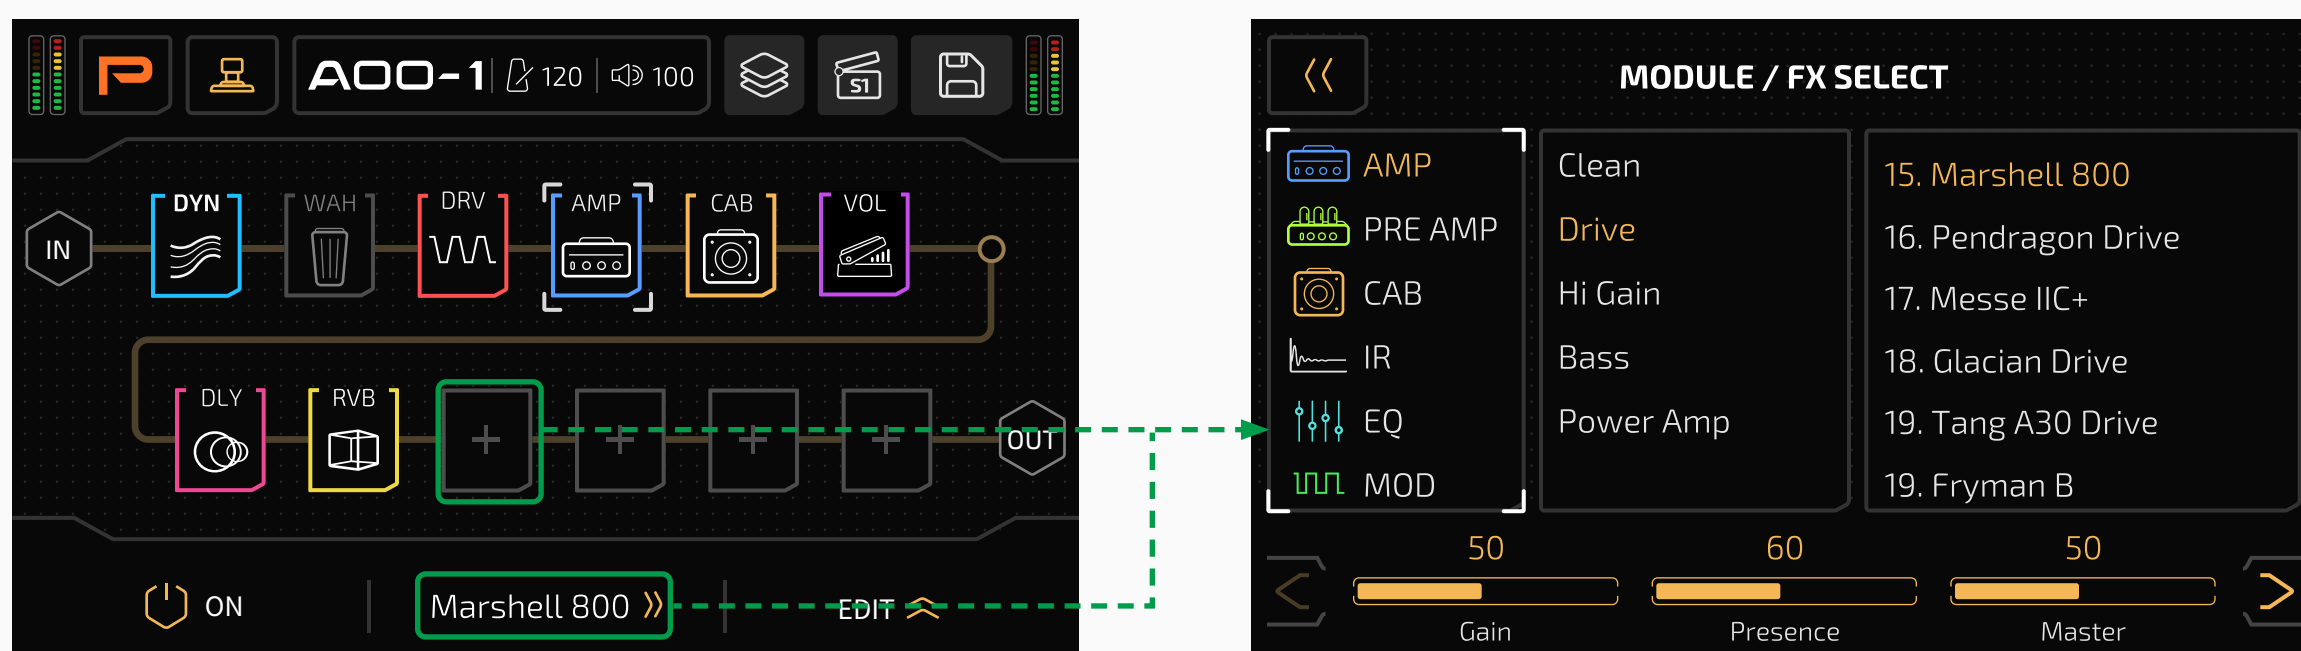 A00-1 120 100 S1
IN
DYN WAH DRV AMP CAB VOL
DLY RVB
OUT
ON
Marshell 800
EDIT
MODULE / FX SELECT
AMP
PRE AMP
CAB
IR
EQ
MOD
Clean
Drive
Hi Gain
Bass
Power Amp
15. Marshell 800
16. Pendragon Drive
17. Messe IIC+
18. Glacian Drive
19. Tang A30 Drive
19. Fryman B
50 60 50
Gain Presence Master